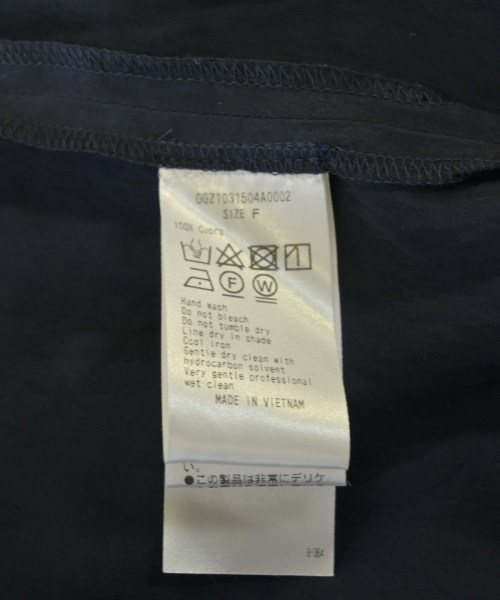 GGZ1031504A0002
SIZE F
100% Cupro
F
W
Hand wash
Do not bleach
Do not tumble dry
Line dry in shade
Cool iron
Gentle dry clean with
hydrocarbon solvent
Very gentle professional
wet clean
MADE IN VIETNAM
い。
●この製品は非常にデリケ